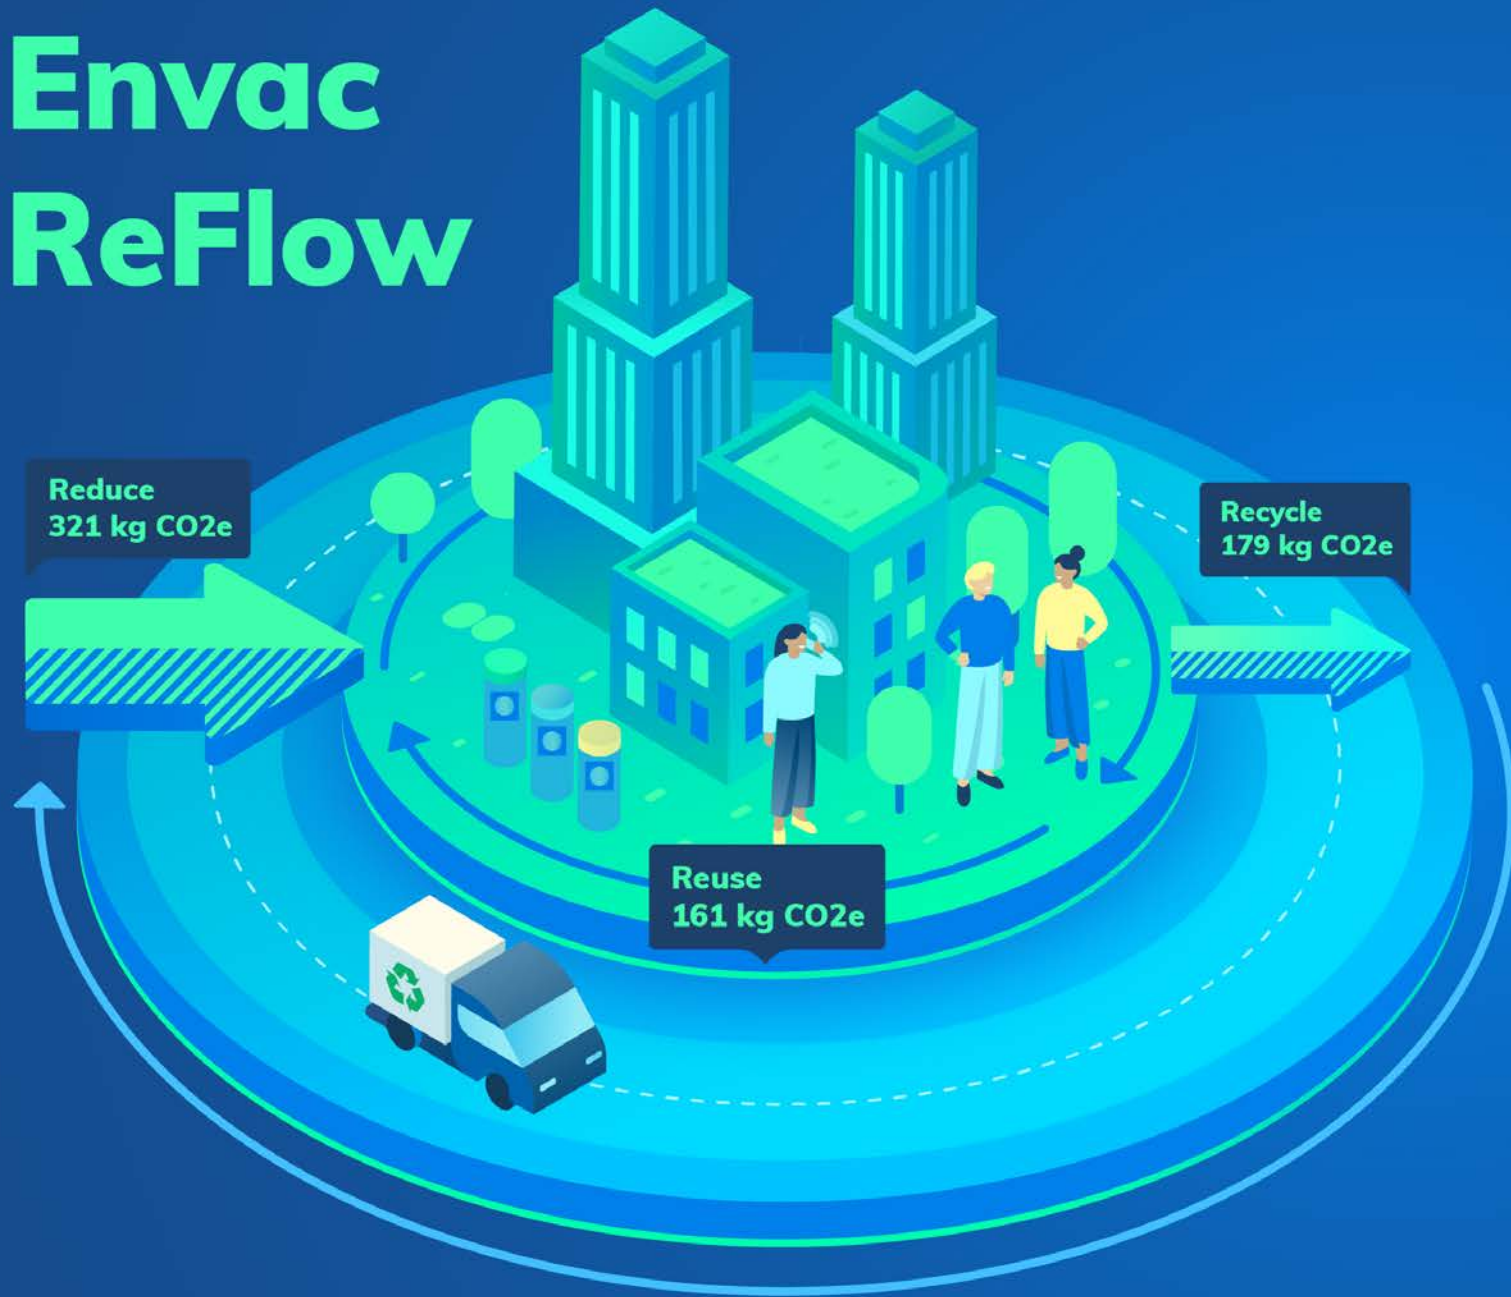 Envac
ReFlow
Reduce
321 kg CO2e
Recycle
179 kg CO2e
Reuse
161 kg CO2e